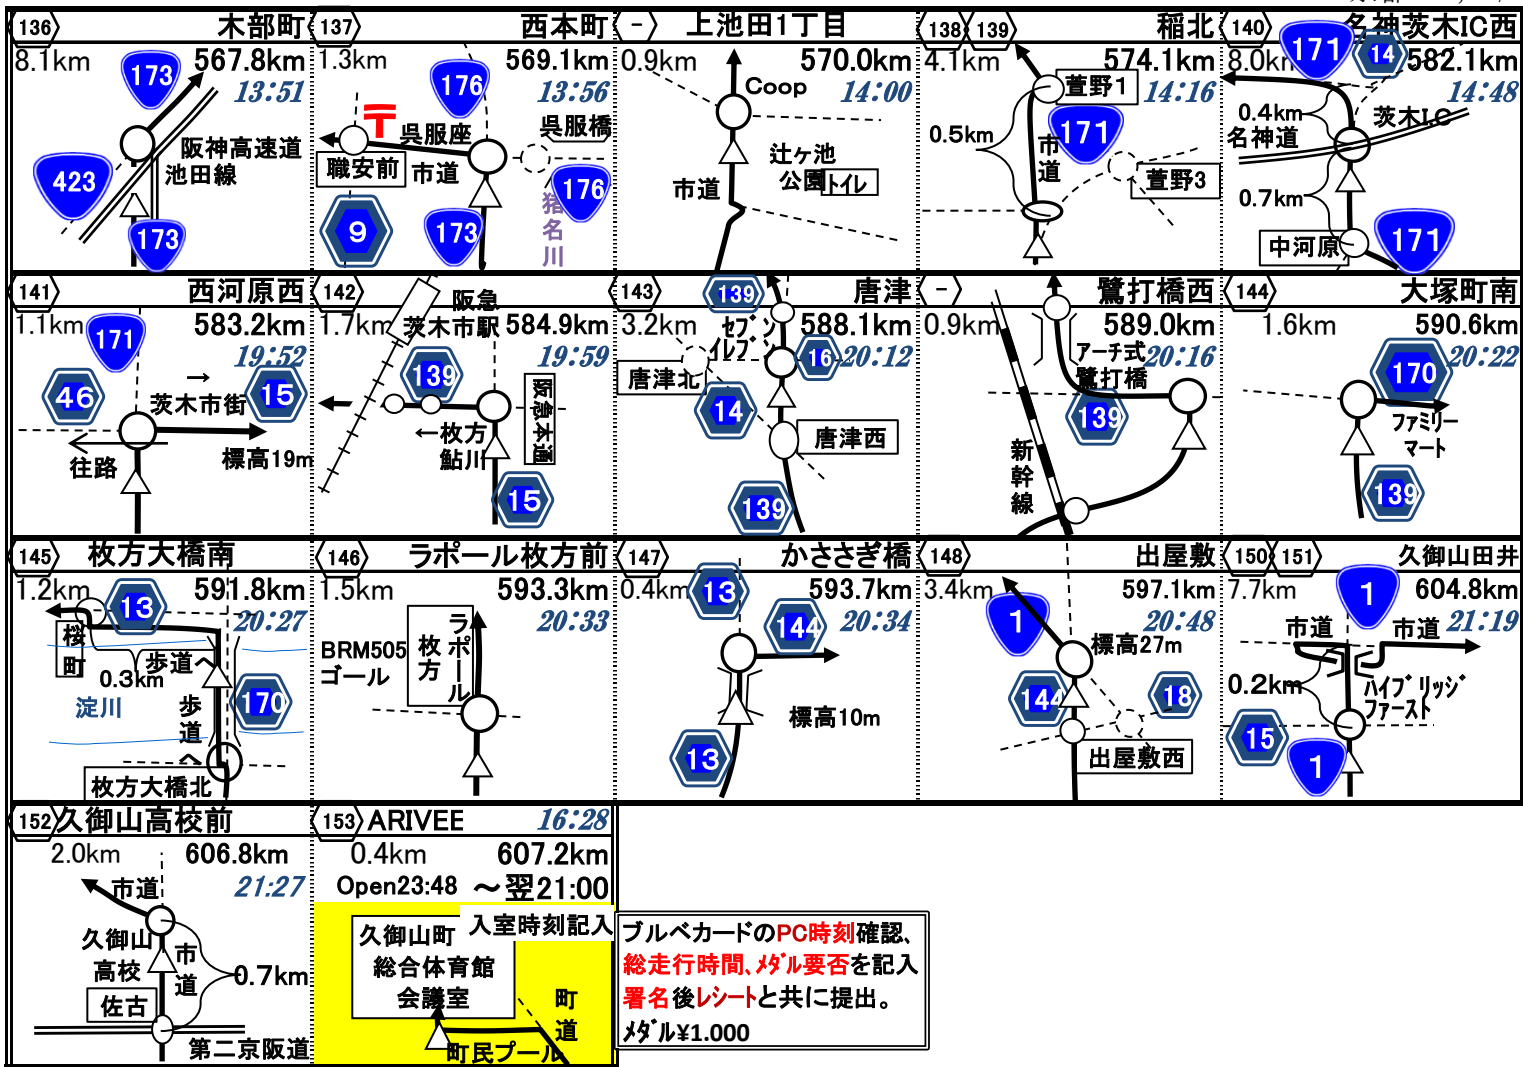 136 木部町
8.1km 567.8km
13:51
173
阪神高速道
池田線
423
173
137 西本町
1.3km 569.1km
13:56
176
〒 呉服座 呉服橋
職安前 市道
176
9
173
猪名川
- 上池田1丁目
0.9km 570.0km
14:00
Coop
辻ヶ池
公園 トイレ
市道
138 139 稲北
4.1km 574.1km
14:16
萱野1
0.5km
171
市道
萱野3
140 名神茨木IC西
8.0km 171 14 582.1km
14:48
0.4km 茨木I.C
名神道
0.7km
中河原 171
141 西河原西
1.1km 583.2km
171
19:52
→
46 茨木市街 15
往路 標高19m
142 阪急
茨木市駅
1.7km 584.9km
19:59
139
阪急本通
←枚方
鮎川
15
143 139 唐津
3.2km 588.1km
セブン
イレブン 16 20:12
唐津北
14
唐津西
139
- 鷺打橋西
0.9km 589.0km
アーチ式 20:16
鷺打橋
139
新幹線
144 大塚町南
1.6km 590.6km
20:22
170
ファミリー
マート
139
145 枚方大橋南
1.2km 591.8km
13 20:27
桜町
歩道へ
0.3km
淀川 170
歩道へ
枚方大橋北
146 ラポール枚方前
1.5km 593.3km
20:33
ラポール枚方
BRM505
ゴール
147 かささぎ橋
0.4km 593.7km
13
144 20:34
標高10m
13
148 出屋敷
3.4km 597.1km
1 20:48
標高27m
144 18
出屋敷西
150 151 久御山田井
7.7km 604.8km
1 21:19
市道 市道
0.2km ハイブリッジ
ファースト
15
1
152 久御山高校前
2.0km 606.8km
21:27
市道
久御山
高校
市道
0.7km
佐古
第二京阪道
153 ARIVEE 16:28
0.4km 607.2km
Open23:48 ～翌21:00
入室時刻記入
久御山町
総合体育館
会議室
町道
町民プール
ブルベカードのPC時刻確認、
総走行時間、メダル要否を記入
署名後レシートと共に提出。
メダル¥1.000